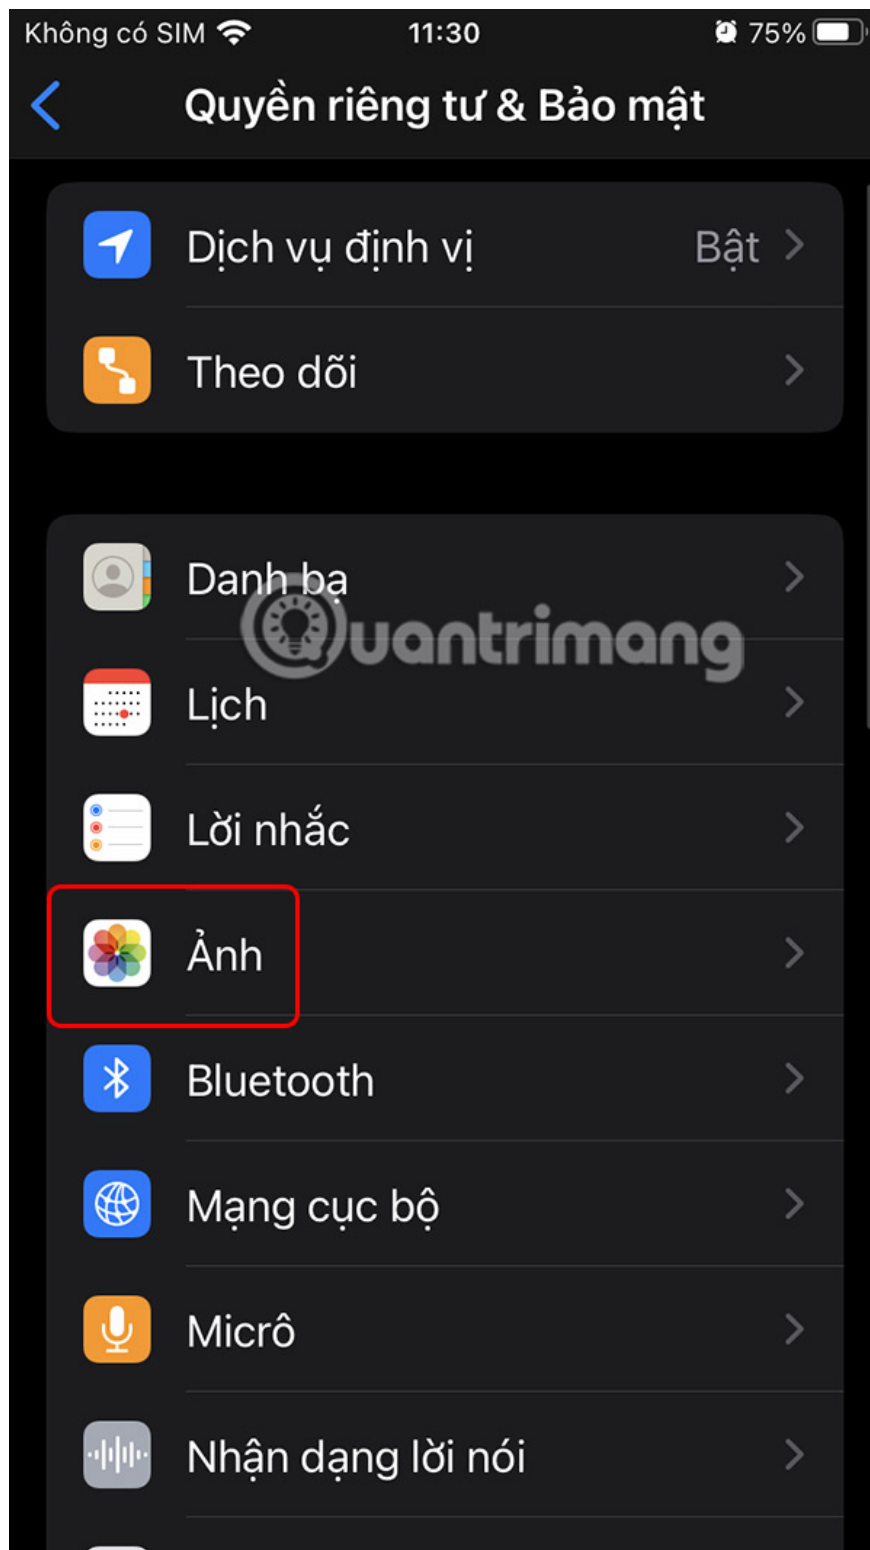 Không có SIM 11:30 75%
Quyền riêng tư & Bảo mật
Dịch vụ định vị Bật
Theo dõi
Danh bạ
Quantrimang
Lịch
Lời nhắc
Ảnh
Bluetooth
Mạng cục bộ
Micrô
Nhận dạng lời nói